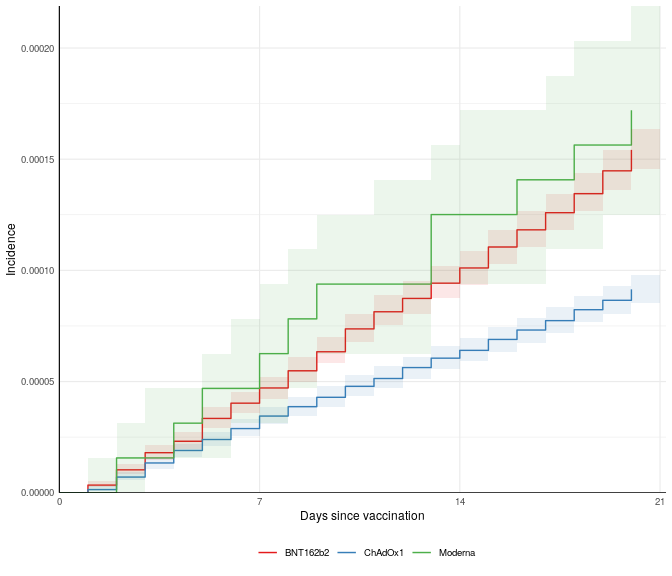 0.00020
0.00015
0.00010
0.00005
0.00000
Incidence
0 7 14 21
Days since vaccination
BNT162b2 ChAdOx1 Moderna